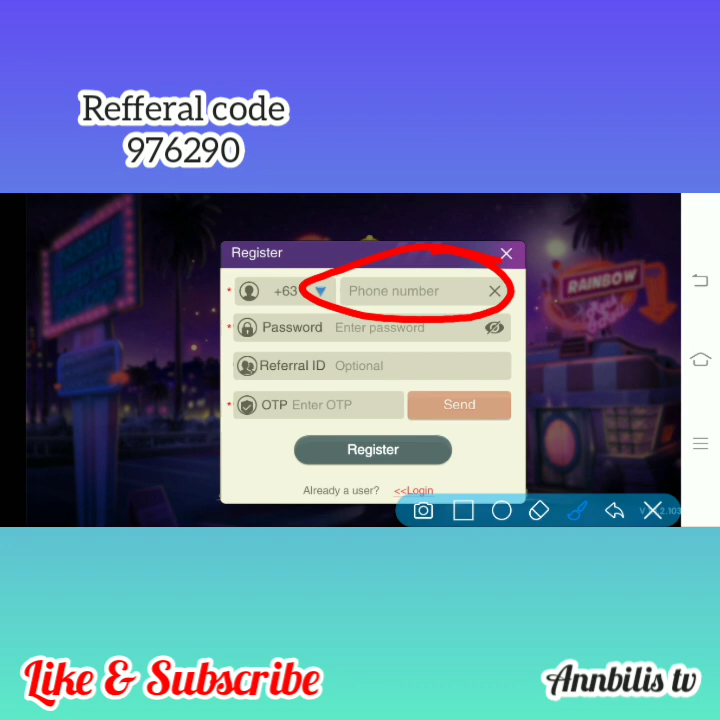 Refferal code
976290
Register
+63 Phone number
Password Enter password
Referral ID Optional
OTP Enter OTP Send
Register
Already a user? <<Login
RAINBOW
Like & Subscribe
Annbilis tv